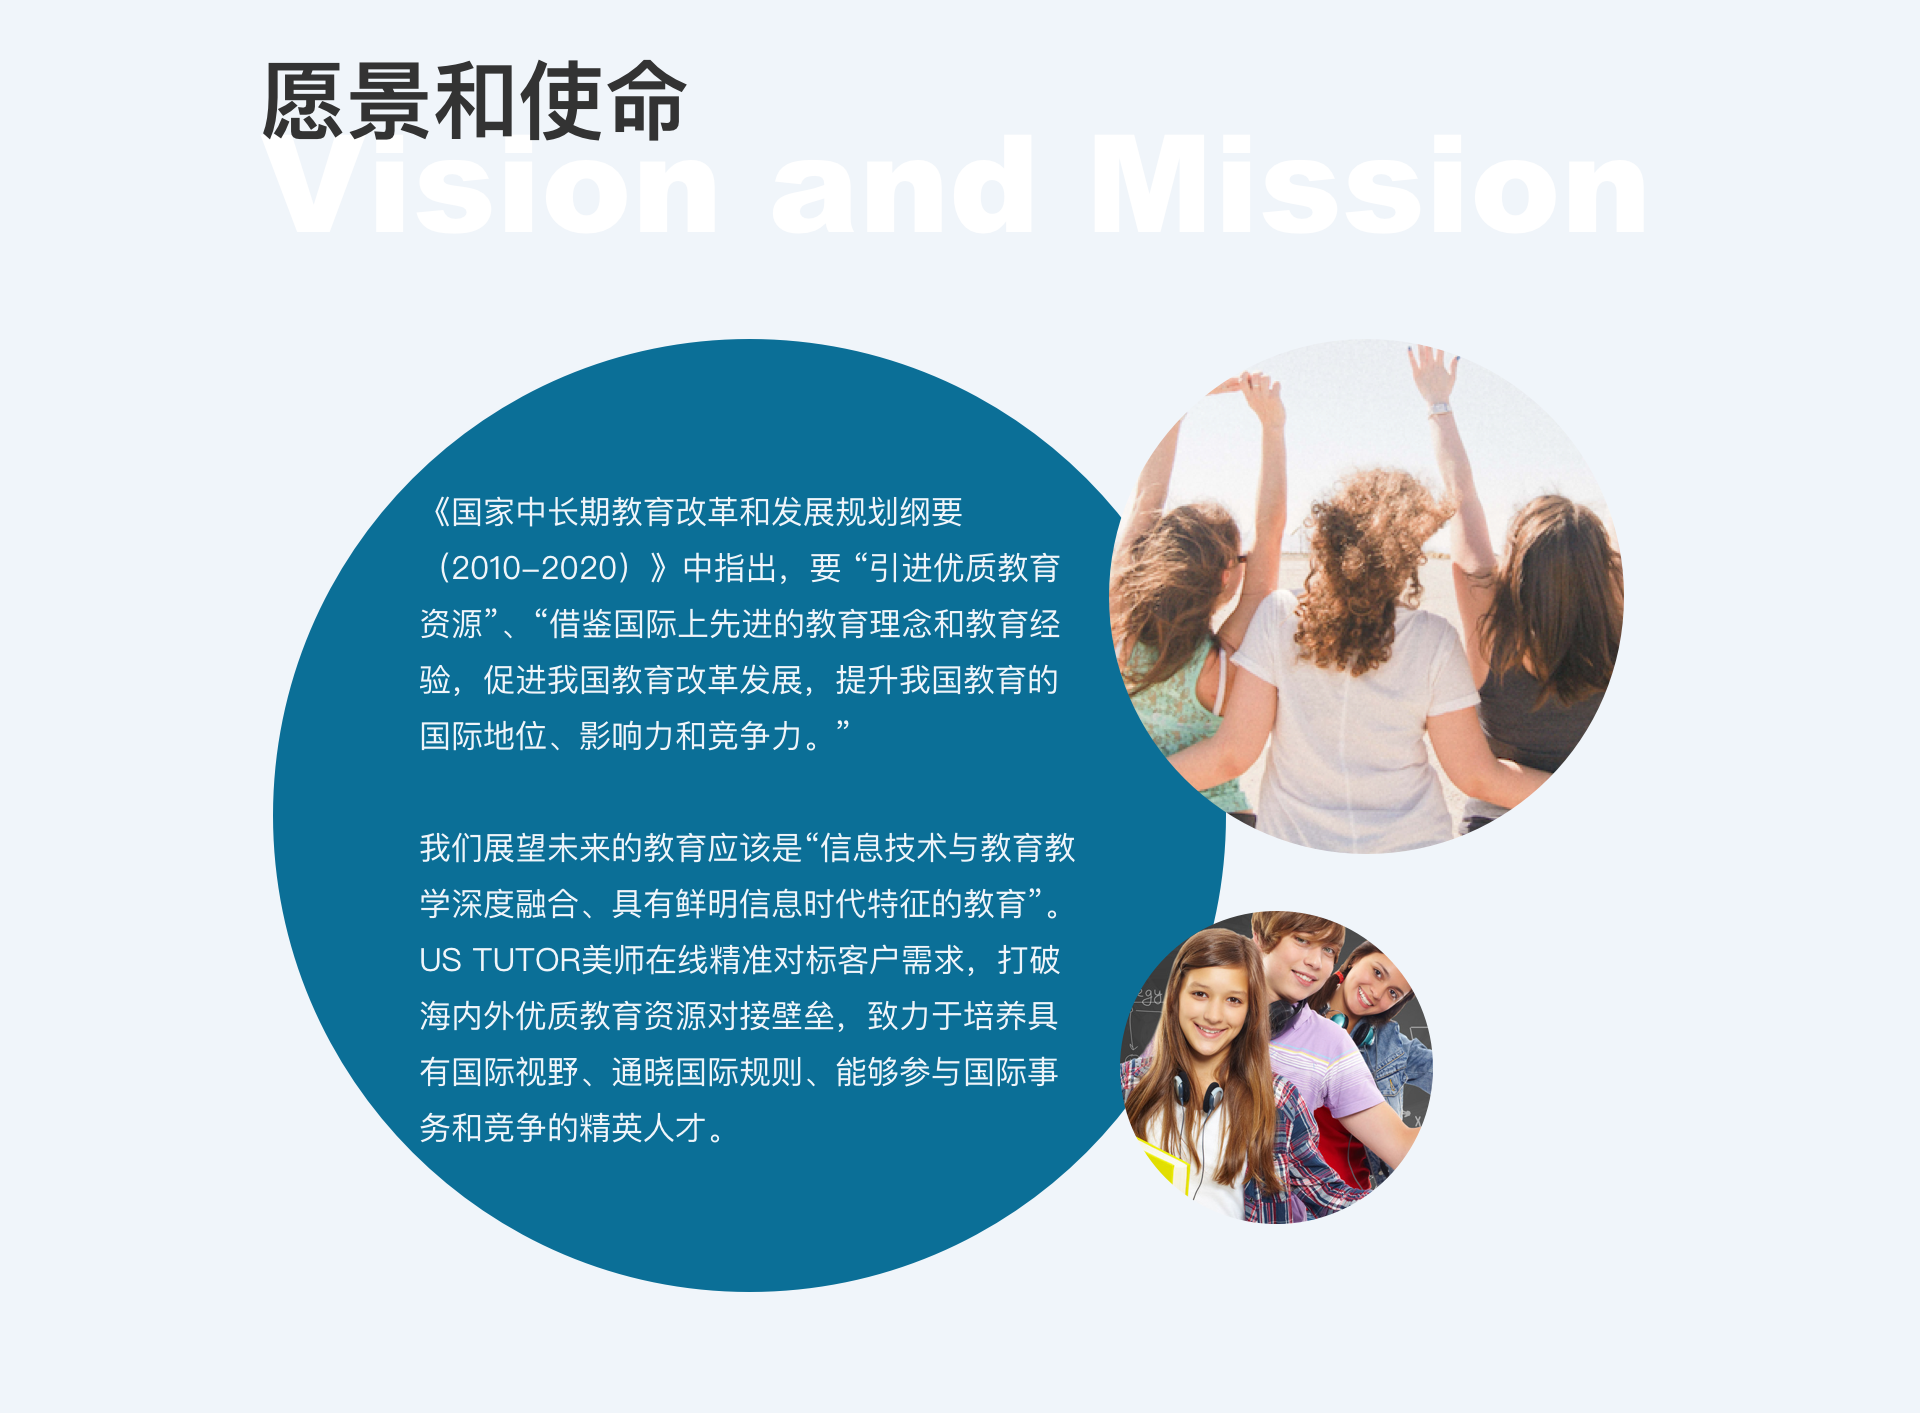 愿景和使命
Vision and Mission
《国家中长期教育改革和发展规划纲要
（2010-2020）》中指出，要 “引进优质教育
资源”、“借鉴国际上先进的教育理念和教育经
验，促进我国教育改革发展，提升我国教育的
国际地位、影响力和竞争力。”
我们展望未来的教育应该是“信息技术与教育教
学深度融合、具有鲜明信息时代特征的教育”。
US TUTOR美师在线精准对标客户需求，打破
海内外优质教育资源对接壁垒，致力于培养具
有国际视野、通晓国际规则、能够参与国际事
务和竞争的精英人才。